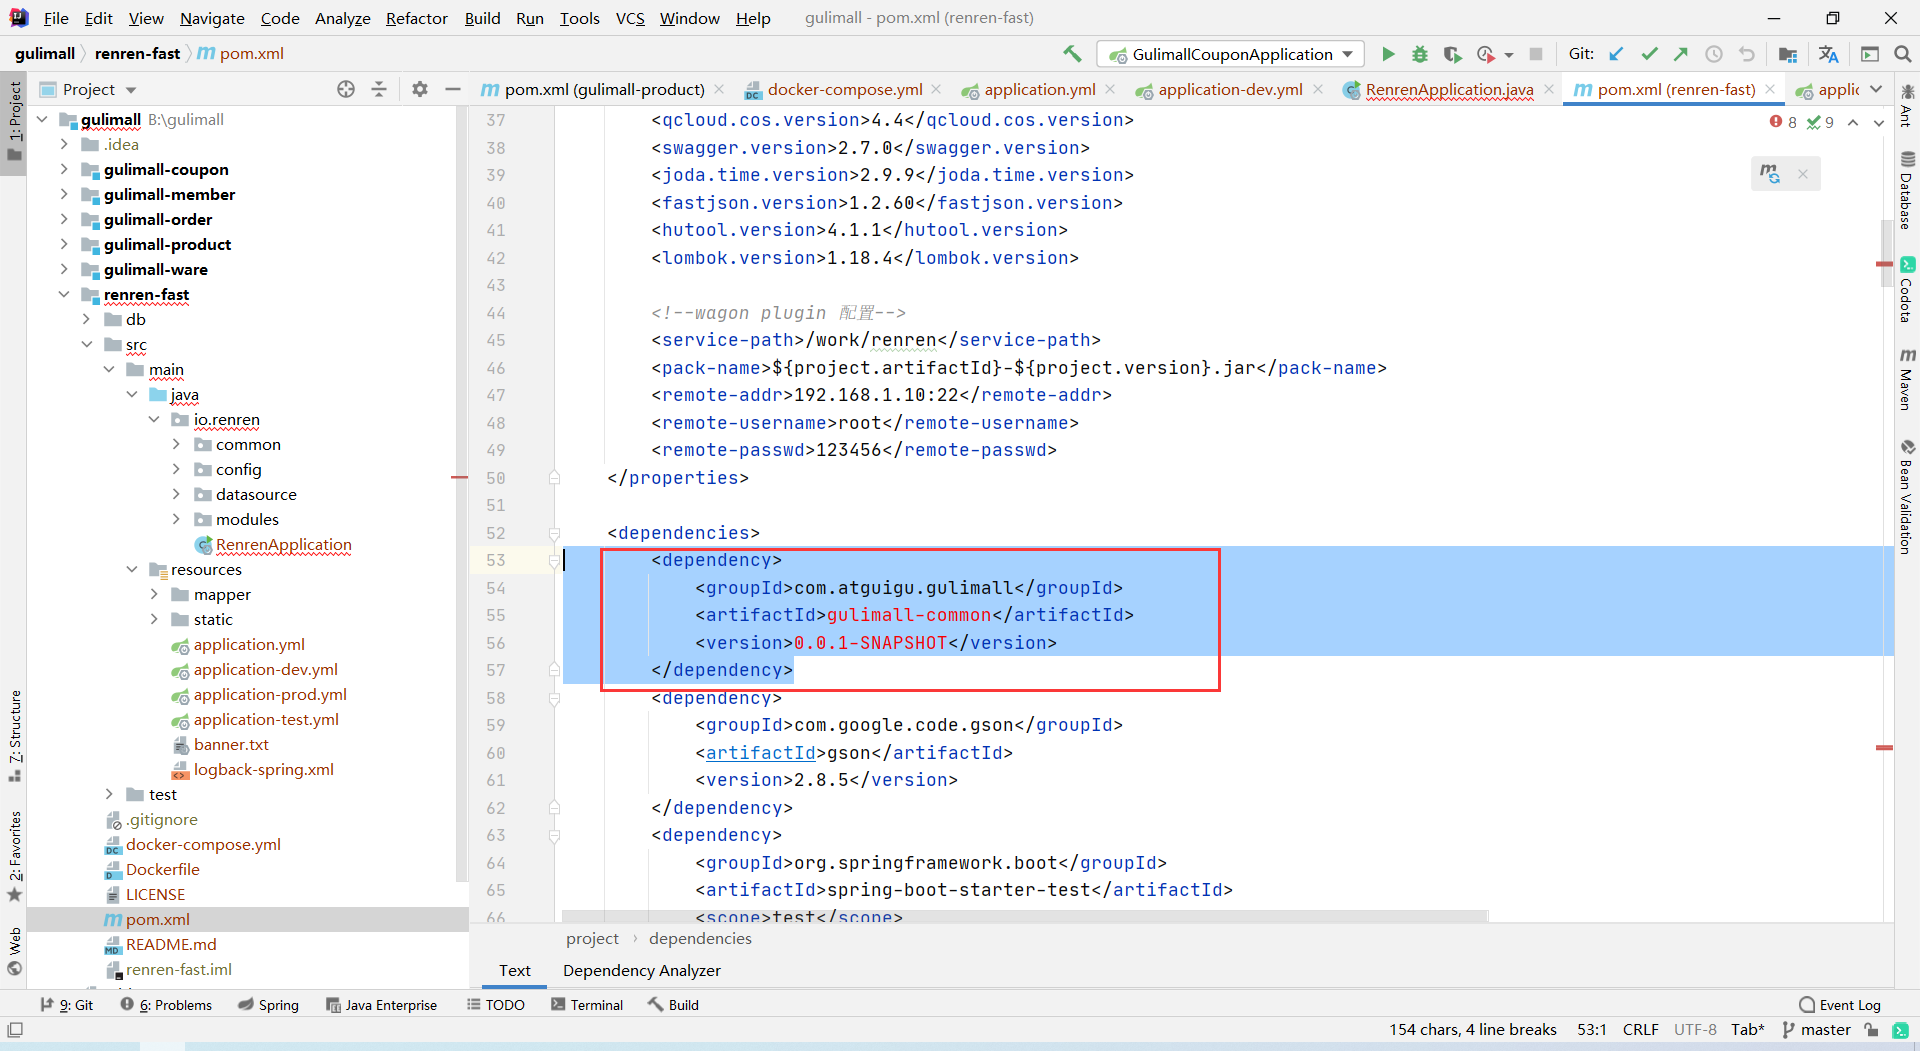 File Edit View Navigate Code Analyze Refactor Build Run Tools VCS Window Help gulimall - pom.xml (renren-fast)
gulimall renren-fast pom.xml
GulimallCouponApplication
Git:
1: Project
Project
pom.xml (gulimall-product)
docker-compose.yml
application.yml
application-dev.yml
RenrenApplication.java
pom.xml (renren-fast)
applic
gulimall B:\gulimall
.idea
gulimall-coupon
gulimall-member
gulimall-order
gulimall-product
gulimall-ware
renren-fast
db
src
main
java
io.renren
common
config
datasource
modules
RenrenApplication
resources
mapper
static
application.yml
application-dev.yml
application-prod.yml
application-test.yml
banner.txt
logback-spring.xml
test
.gitignore
docker-compose.yml
Dockerfile
LICENSE
pom.xml
README.md
renren-fast.iml
7: Structure
2: Favorites
Web
8 9
37 <qcloud.cos.version>4.4</qcloud.cos.version>
38 <swagger.version>2.7.0</swagger.version>
39 <joda.time.version>2.9.9</joda.time.version>
40 <fastjson.version>1.2.60</fastjson.version>
41 <hutool.version>4.1.1</hutool.version>
42 <lombok.version>1.18.4</lombok.version>
43
44 <!--wagon plugin 配置-->
45 <service-path>/work/renren</service-path>
46 <pack-name>${project.artifactId}-${project.version}.jar</pack-name>
47 <remote-addr>192.168.1.10:22</remote-addr>
48 <remote-username>root</remote-username>
49 <remote-passwd>123456</remote-passwd>
50 </properties>
51
52 <dependencies>
53 <dependency>
54 <groupId>com.atguigu.gulimall</groupId>
55 <artifactId>gulimall-common</artifactId>
56 <version>0.0.1-SNAPSHOT</version>
57 </dependency>
58 <dependency>
59 <groupId>com.google.code.gson</groupId>
60 <artifactId>gson</artifactId>
61 <version>2.8.5</version>
62 </dependency>
63 <dependency>
64 <groupId>org.springframework.boot</groupId>
65 <artifactId>spring-boot-starter-test</artifactId>
66 <scope>test</scope>
project dependencies
Text Dependency Analyzer
Ant
Database
Codota
Maven
Bean Validation
9: Git 6: Problems Spring Java Enterprise TODO Terminal Build Event Log
154 chars, 4 line breaks 53:1 CRLF UTF-8 Tab* master